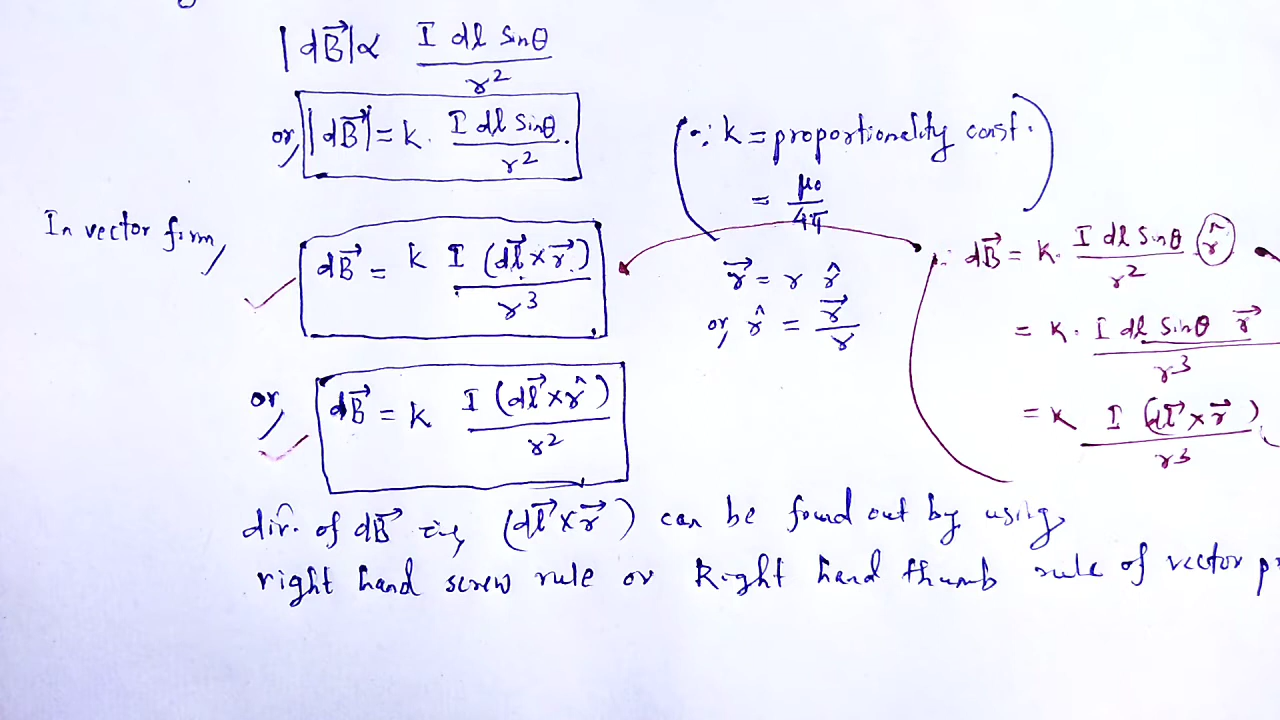 |dB⃗| ∝ I dl Sinθ / r²
or, |dB⃗| = k. I dl Sinθ / r².
(∵ k = proportionality const.
= μ₀ / 4π )
In vector form,
dB⃗ = k I (dl⃗ × r⃗) / r³
r⃗ = r r̂
or, r̂ = r⃗ / r
∵ dB⃗ = K. I dl Sinθ / r² r̂
= K. I dl Sinθ r⃗ / r³
= K I (dl⃗ × r⃗) / r³
or, dB⃗ = k I (dl⃗ × r̂) / r²
dir. of dB⃗ (dl⃗ × r⃗) can be found out by using
right hand screw rule or Right hand thumb rule of vector